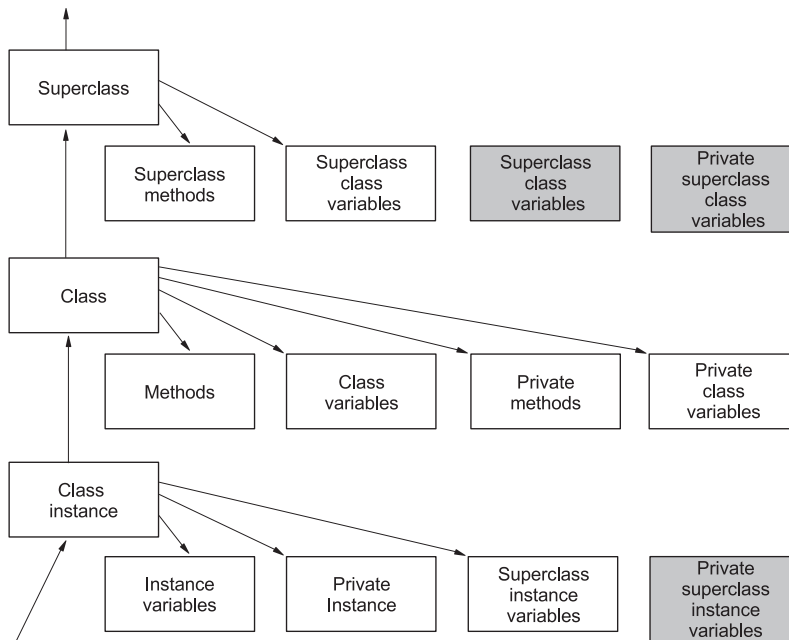 Superclass
Superclass
methods
Superclass
class
variables
Superclass
class
variables
Private
superclass
class
variables
Class
Methods
Class
variables
Private
methods
Private
class
variables
Class
instance
Instance
variables
Private
Instance
Superclass
instance
variables
Private
superclass
instance
variables